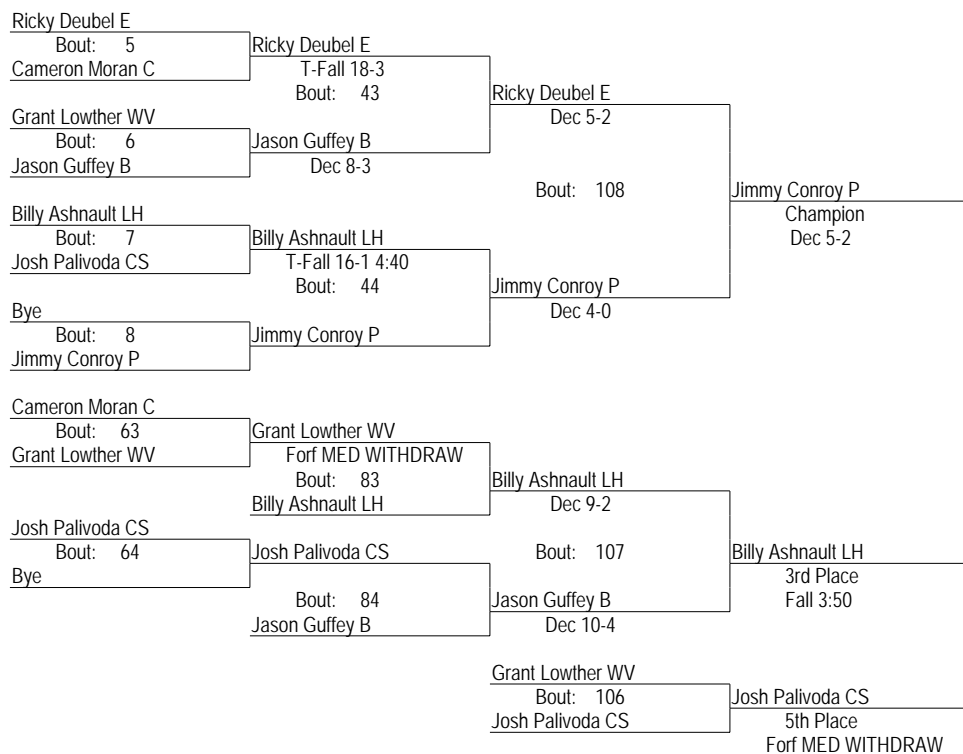 Ricky Deubel E
Bout: 5 Ricky Deubel E
Cameron Moran C T-Fall 18-3
Bout: 43 Ricky Deubel E
Grant Lowther WV Dec 5-2
Bout: 6 Jason Guffey B
Jason Guffey B Dec 8-3
Bout: 108 Jimmy Conroy P
Billy Ashnault LH Champion
Bout: 7 Billy Ashnault LH Dec 5-2
Josh Palivoda CS T-Fall 16-1 4:40
Bout: 44 Jimmy Conroy P
Bye Dec 4-0
Bout: 8 Jimmy Conroy P
Jimmy Conroy P
Cameron Moran C
Bout: 63 Grant Lowther WV
Grant Lowther WV Forf MED WITHDRAW
Bout: 83 Billy Ashnault LH
Billy Ashnault LH Dec 9-2
Josh Palivoda CS
Bout: 64 Josh Palivoda CS Bout: 107 Billy Ashnault LH
Bye 3rd Place
Bout: 84 Jason Guffey B Fall 3:50
Jason Guffey B Dec 10-4
Grant Lowther WV
Bout: 106 Josh Palivoda CS
Josh Palivoda CS 5th Place
Forf MED WITHDRAW